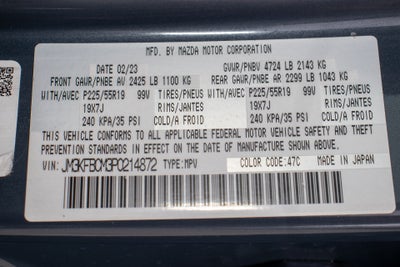 MFD. BY MAZDA MOTOR CORPORATION
DATE 02/23 GVWR/PNBV 4724 LB 2143 KG
FRONT GAWR/PNBE AV 2425 LB 1100 KG REAR GAWR/PNBE AR 2299 LB 1043 KG
WITH/AVEC P225/55R19 99V TIRES/PNEUS WITH/AVEC P225/55R19 99V TIRES/PNEUS
19X7J RIMS/JANTES 19X7J RIMS/JANTES
240 KPA/35 PSI COLD/A FROID 240 KPA/35 PSI COLD/A FROID
THIS VEHICLE CONFORMS TO ALL APPLICABLE FEDERAL MOTOR VEHICLE SAFETY, BUMPER, AND THEFT
PREVENTION STANDARDS IN EFFECT ON THE DATE OF MANUFACTURE SHOWN ABOVE.
VIN: JM3KFBCM3P0214872 TYPE:MPV COLOR CODE:47C MADE IN JAPAN